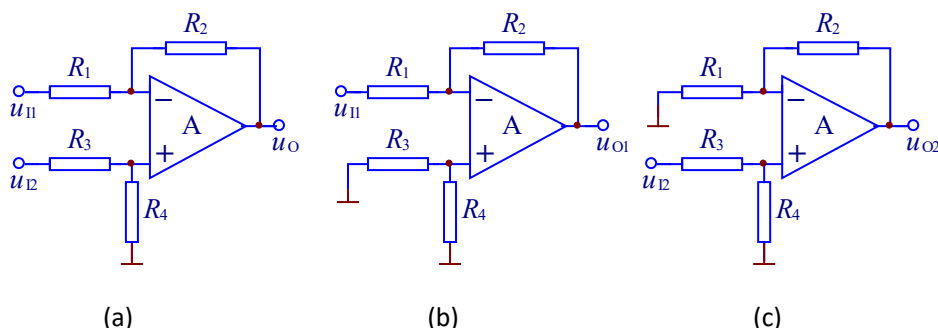 R2 R2 R2
R1 R1 R1
uI1 − A uO uI1 − A uO1 − A uO2
R3 + R3 + R3 +
uI2 uI2
R4 R4 R4
(a) (b) (c)